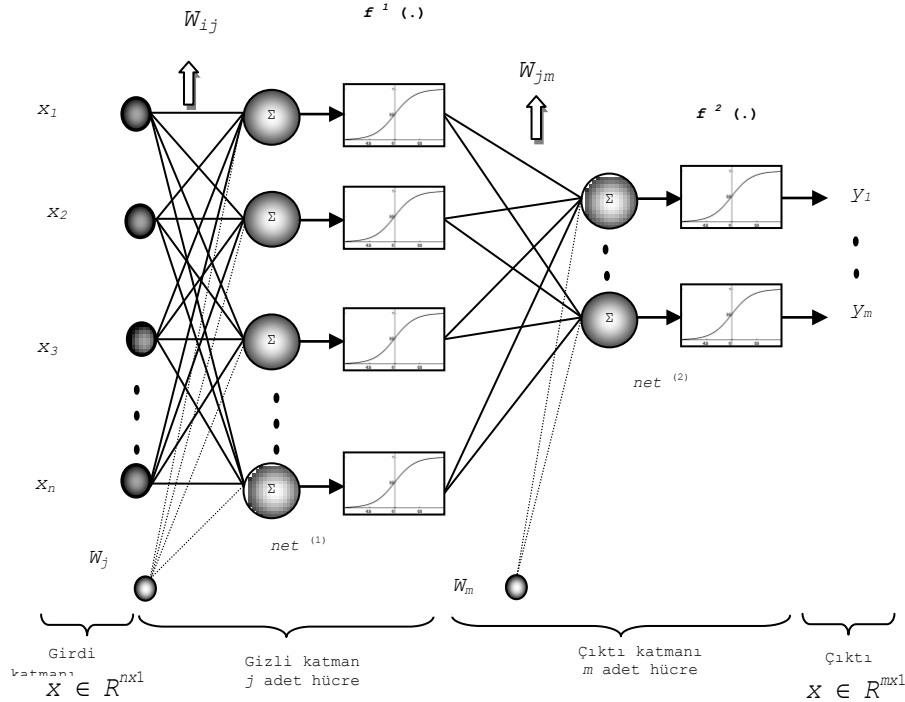 W_ij
f ¹ (.)
W_jm
f ² (.)
x_1
Σ
x_2
Σ
Σ
y_1
x_3
Σ
Σ
y_m
net (2)
x_n
Σ
net (1)
W_j
W_m
Girdi
katmanı
x ∈ R^nx1
Gizli katman
j adet hücre
Çıktı katmanı
m adet hücre
Çıktı
x ∈ R^mx1